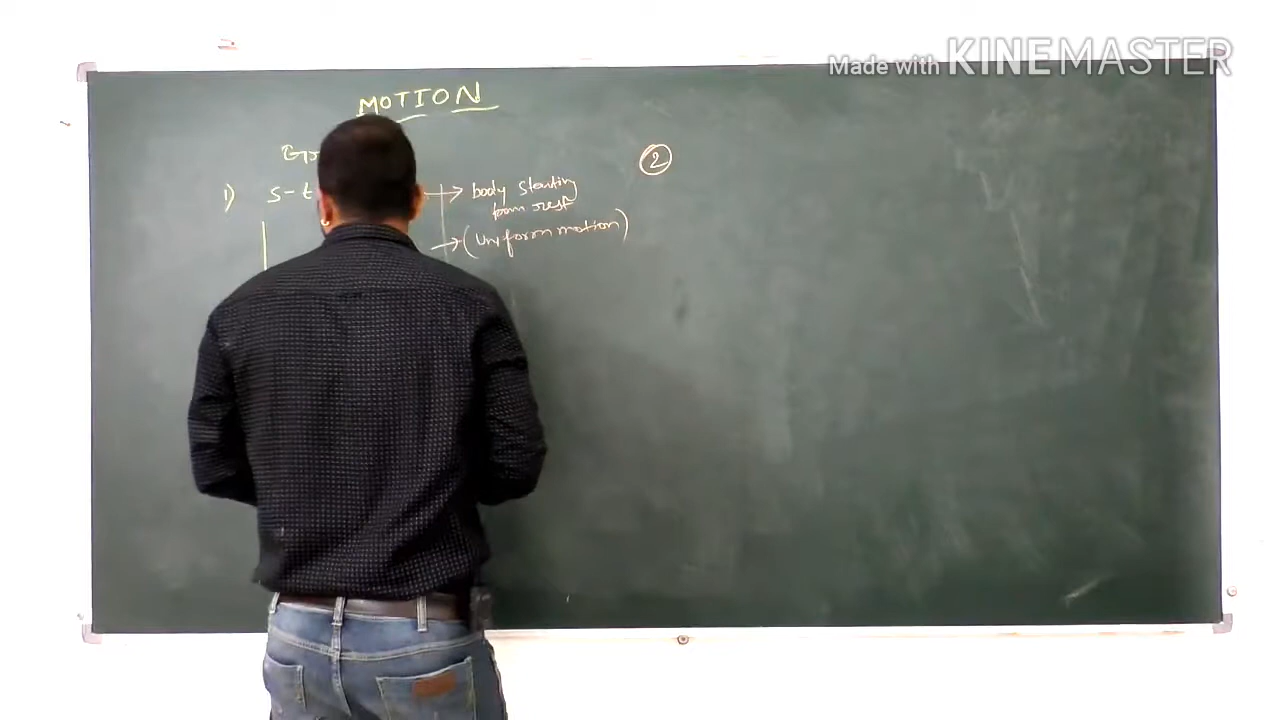 Made with KINEMASTER
MOTION
1) s-t → body starting
from rest
→ (Uniform motion)
2